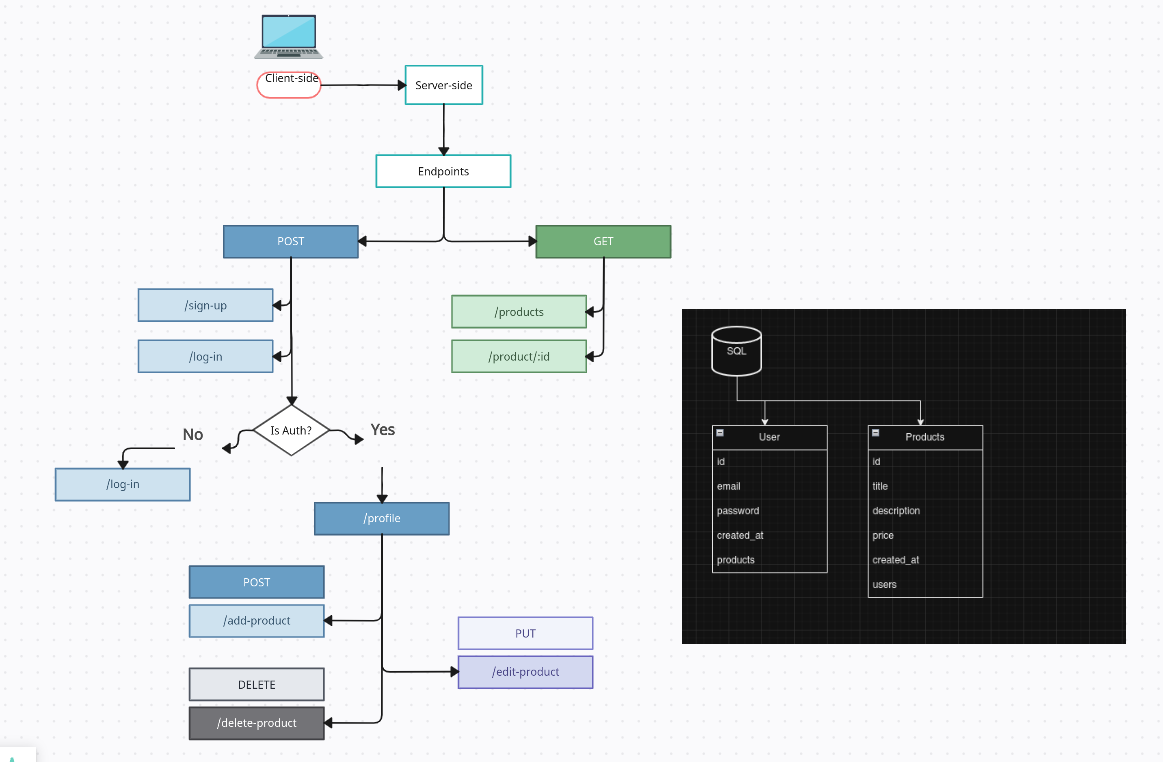 Client-side
Server-side
Endpoints
POST
GET
/sign-up
/products
/log-in
/product/:id
Is Auth?
No
Yes
/log-in
/profile
POST
/add-product
PUT
/edit-product
DELETE
/delete-product
SQL
User
id
email
password
created_at
products
Products
id
title
description
price
created_at
users